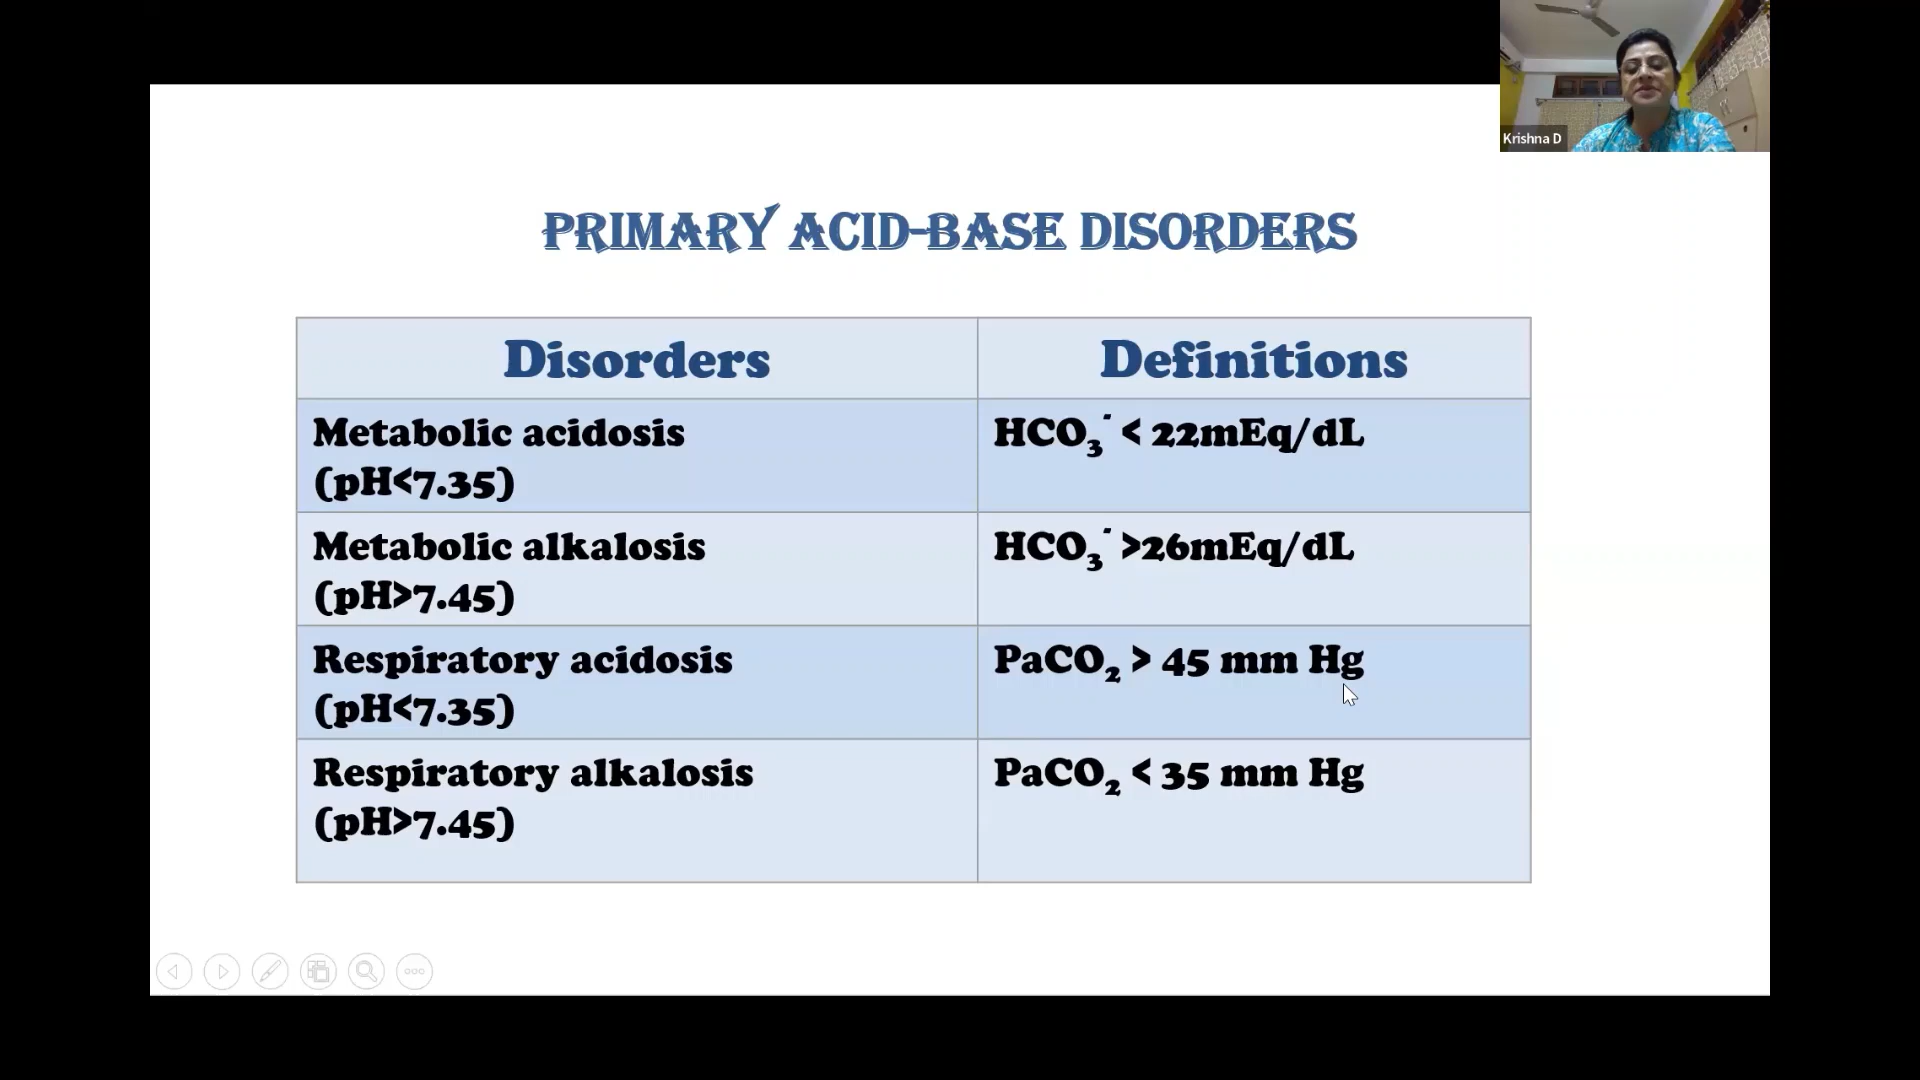 Krishna D
PRIMARY ACID-BASE DISORDERS
Disorders
Definitions
Metabolic acidosis
(pH<7.35)
HCO₃⁻ < 22mEq/dL
Metabolic alkalosis
(pH>7.45)
HCO₃⁻ >26mEq/dL
Respiratory acidosis
(pH<7.35)
PaCO₂ > 45 mm Hg
Respiratory alkalosis
(pH>7.45)
PaCO₂ < 35 mm Hg